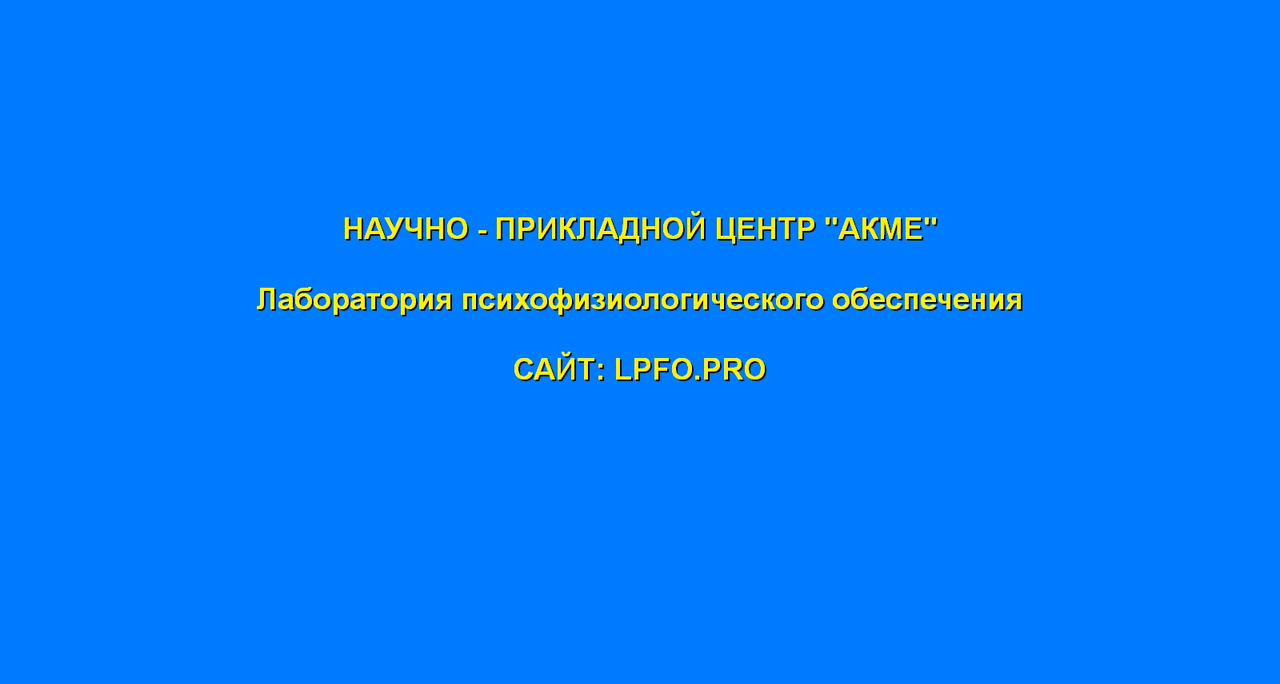 НАУЧНО - ПРИКЛАДНОЙ ЦЕНТР "АКМЕ"
Лаборатория психофизиологического обеспечения
САЙТ: LPFO.PRO